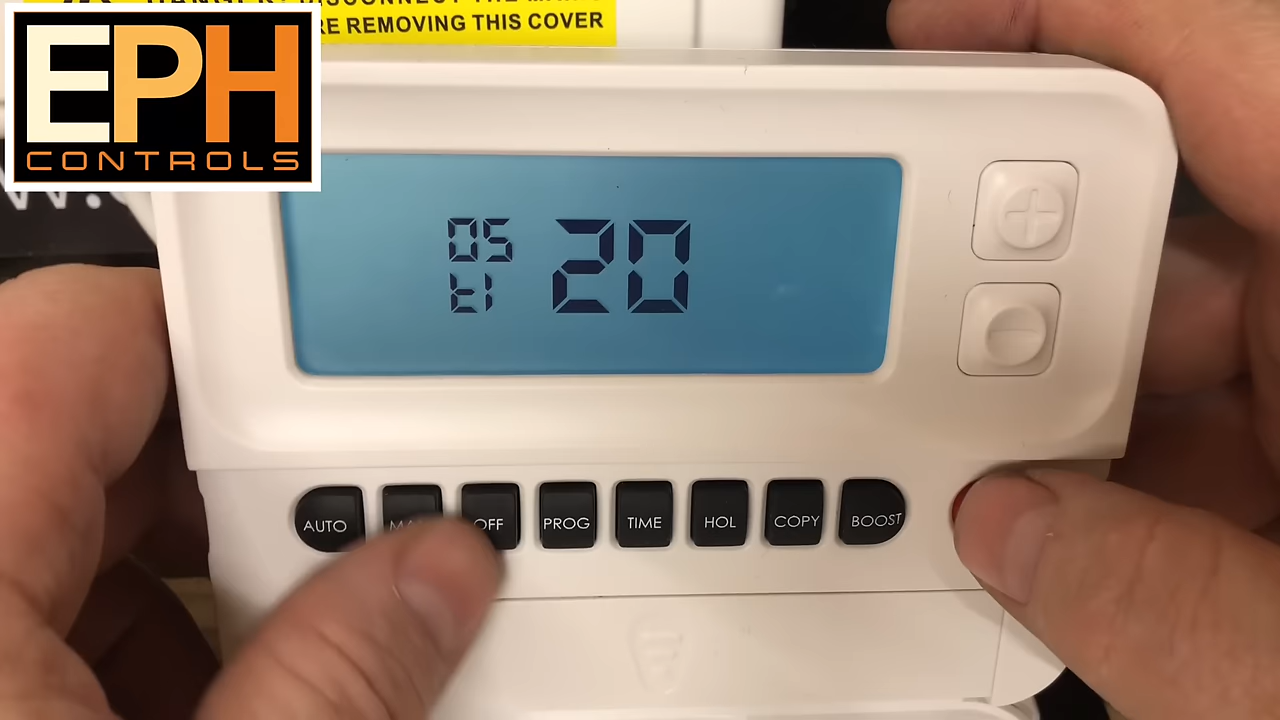 RE REMOVING THIS COVER
EPH
CONTROLS
05
t1
20
AUTO
OFF
PROG
TIME
HOL
COPY
BOOST